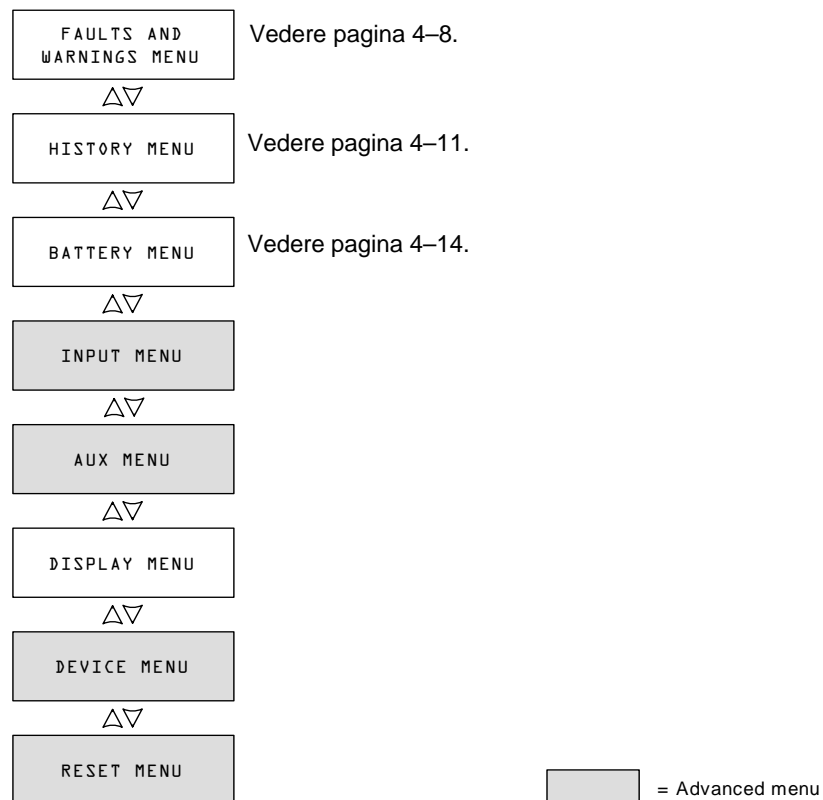 FAULTS AND
WARNINGS MENU
Vedere pagina 4–8.
HISTORY MENU
Vedere pagina 4–11.
BATTERY MENU
Vedere pagina 4–14.
INPUT MENU
AUX MENU
DISPLAY MENU
DEVICE MENU
RESET MENU
= Advanced menu